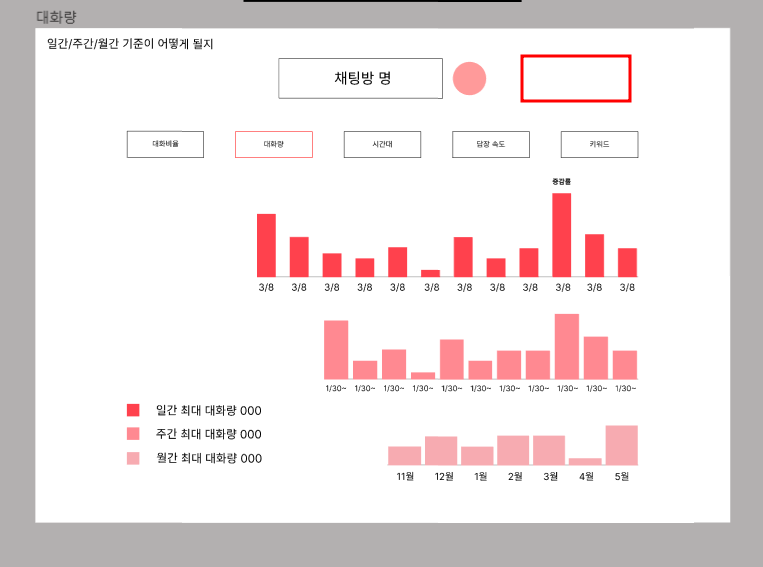 대화량
일간/주간/월간 기준이 어떻게 될지
채팅방 명
대화비율
대화량
시간대
답장 속도
키워드
증감률
3/8 3/8 3/8 3/8 3/8 3/8 3/8 3/8 3/8 3/8 3/8 3/8
1/30~ 1/30~ 1/30~ 1/30~ 1/30~ 1/30~ 1/30~ 1/30~ 1/30~ 1/30~ 1/30~
일간 최대 대화량 000
주간 최대 대화량 000
월간 최대 대화량 000
11월 12월 1월 2월 3월 4월 5월